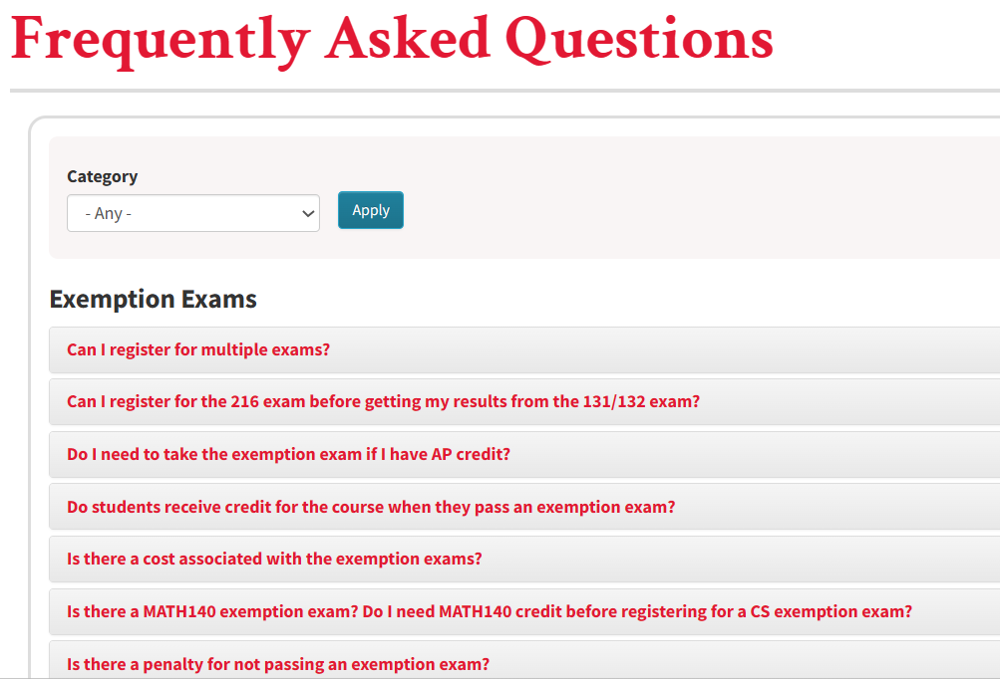 Frequently Asked Questions
Category
- Any -
Apply
Exemption Exams
Can I register for multiple exams?
Can I register for the 216 exam before getting my results from the 131/132 exam?
Do I need to take the exemption exam if I have AP credit?
Do students receive credit for the course when they pass an exemption exam?
Is there a cost associated with the exemption exams?
Is there a MATH140 exemption exam? Do I need MATH140 credit before registering for a CS exemption exam?
Is there a penalty for not passing an exemption exam?